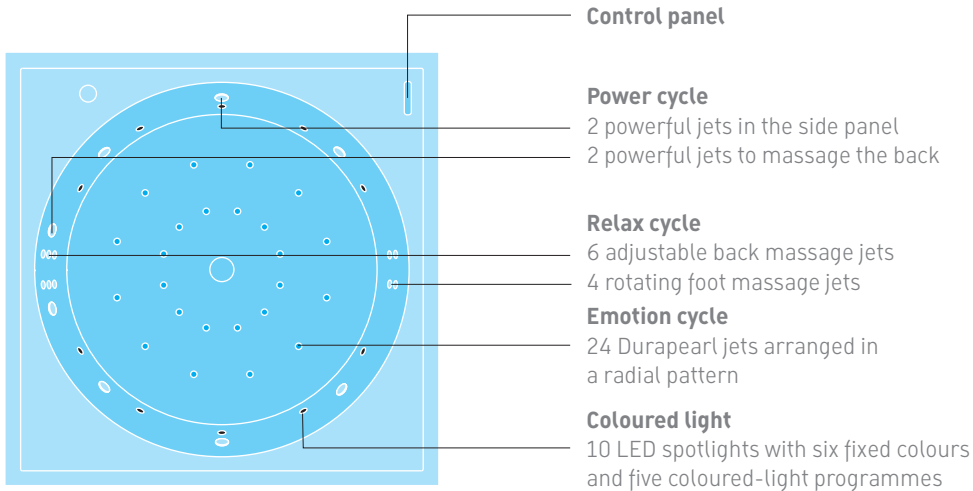 Control panel
Power cycle
2 powerful jets in the side panel
2 powerful jets to massage the back
Relax cycle
6 adjustable back massage jets
4 rotating foot massage jets
Emotion cycle
24 Durapearl jets arranged in
a radial pattern
Coloured light
10 LED spotlights with six fixed colours
and five coloured-light programmes